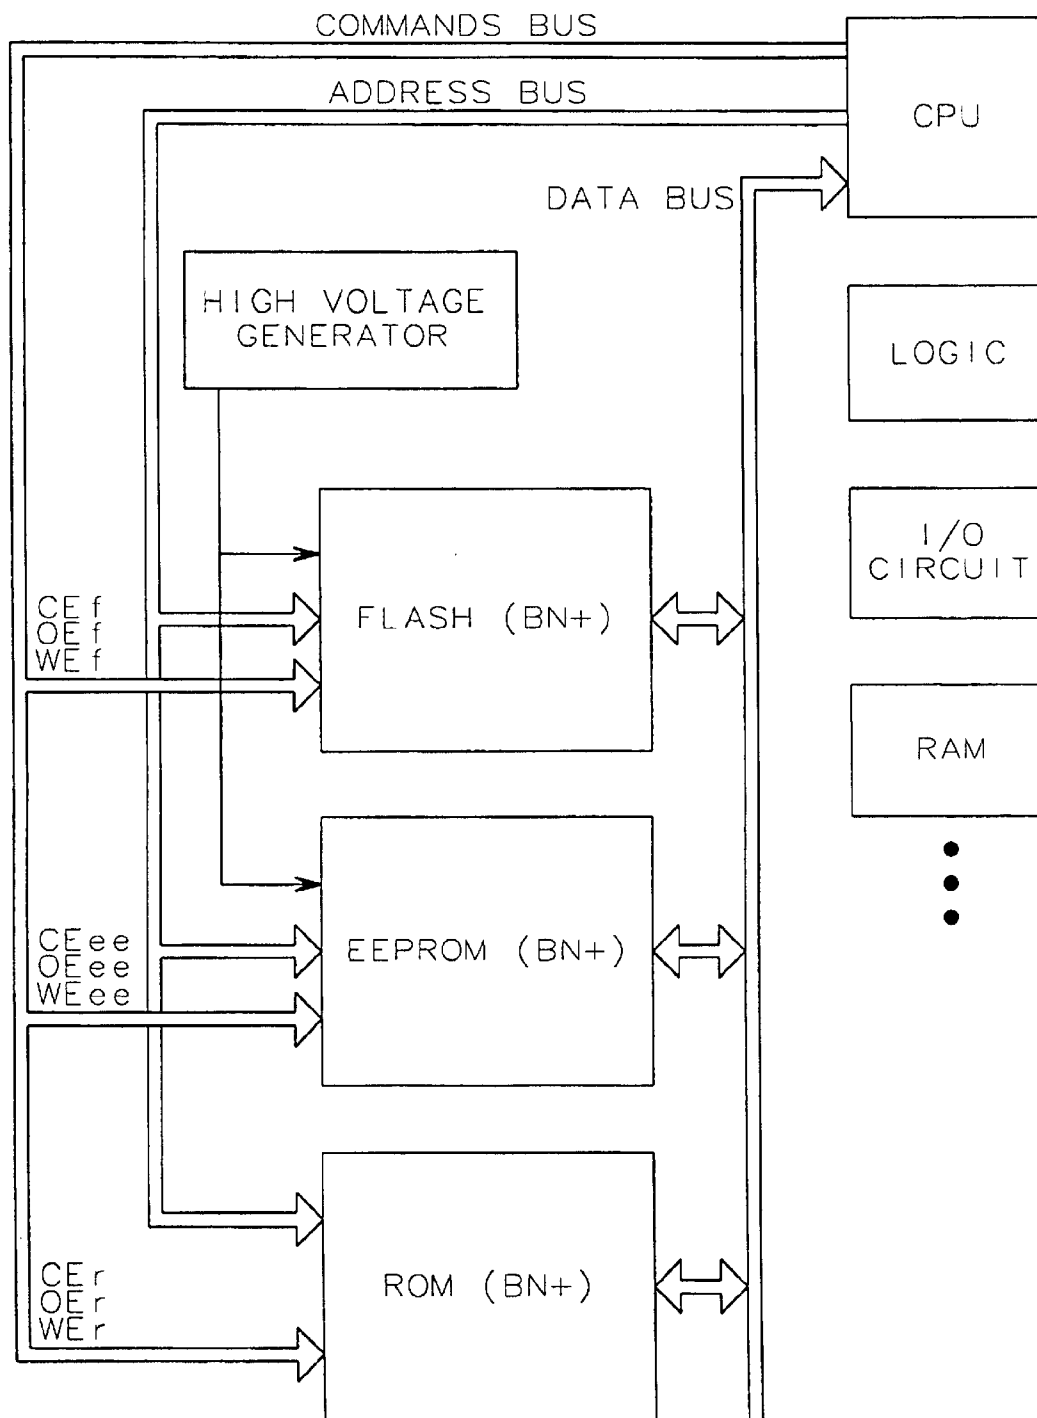 COMMANDS BUS
ADDRESS BUS
CPU
DATA BUS
HIGH VOLTAGE
GENERATOR
LOGIC
I/O
CIRCUIT
CEf
OEf
WEf
FLASH (BN+)
RAM
CEee
OEee
WEee
EEPROM (BN+)
CEr
OEr
WEr
ROM (BN+)